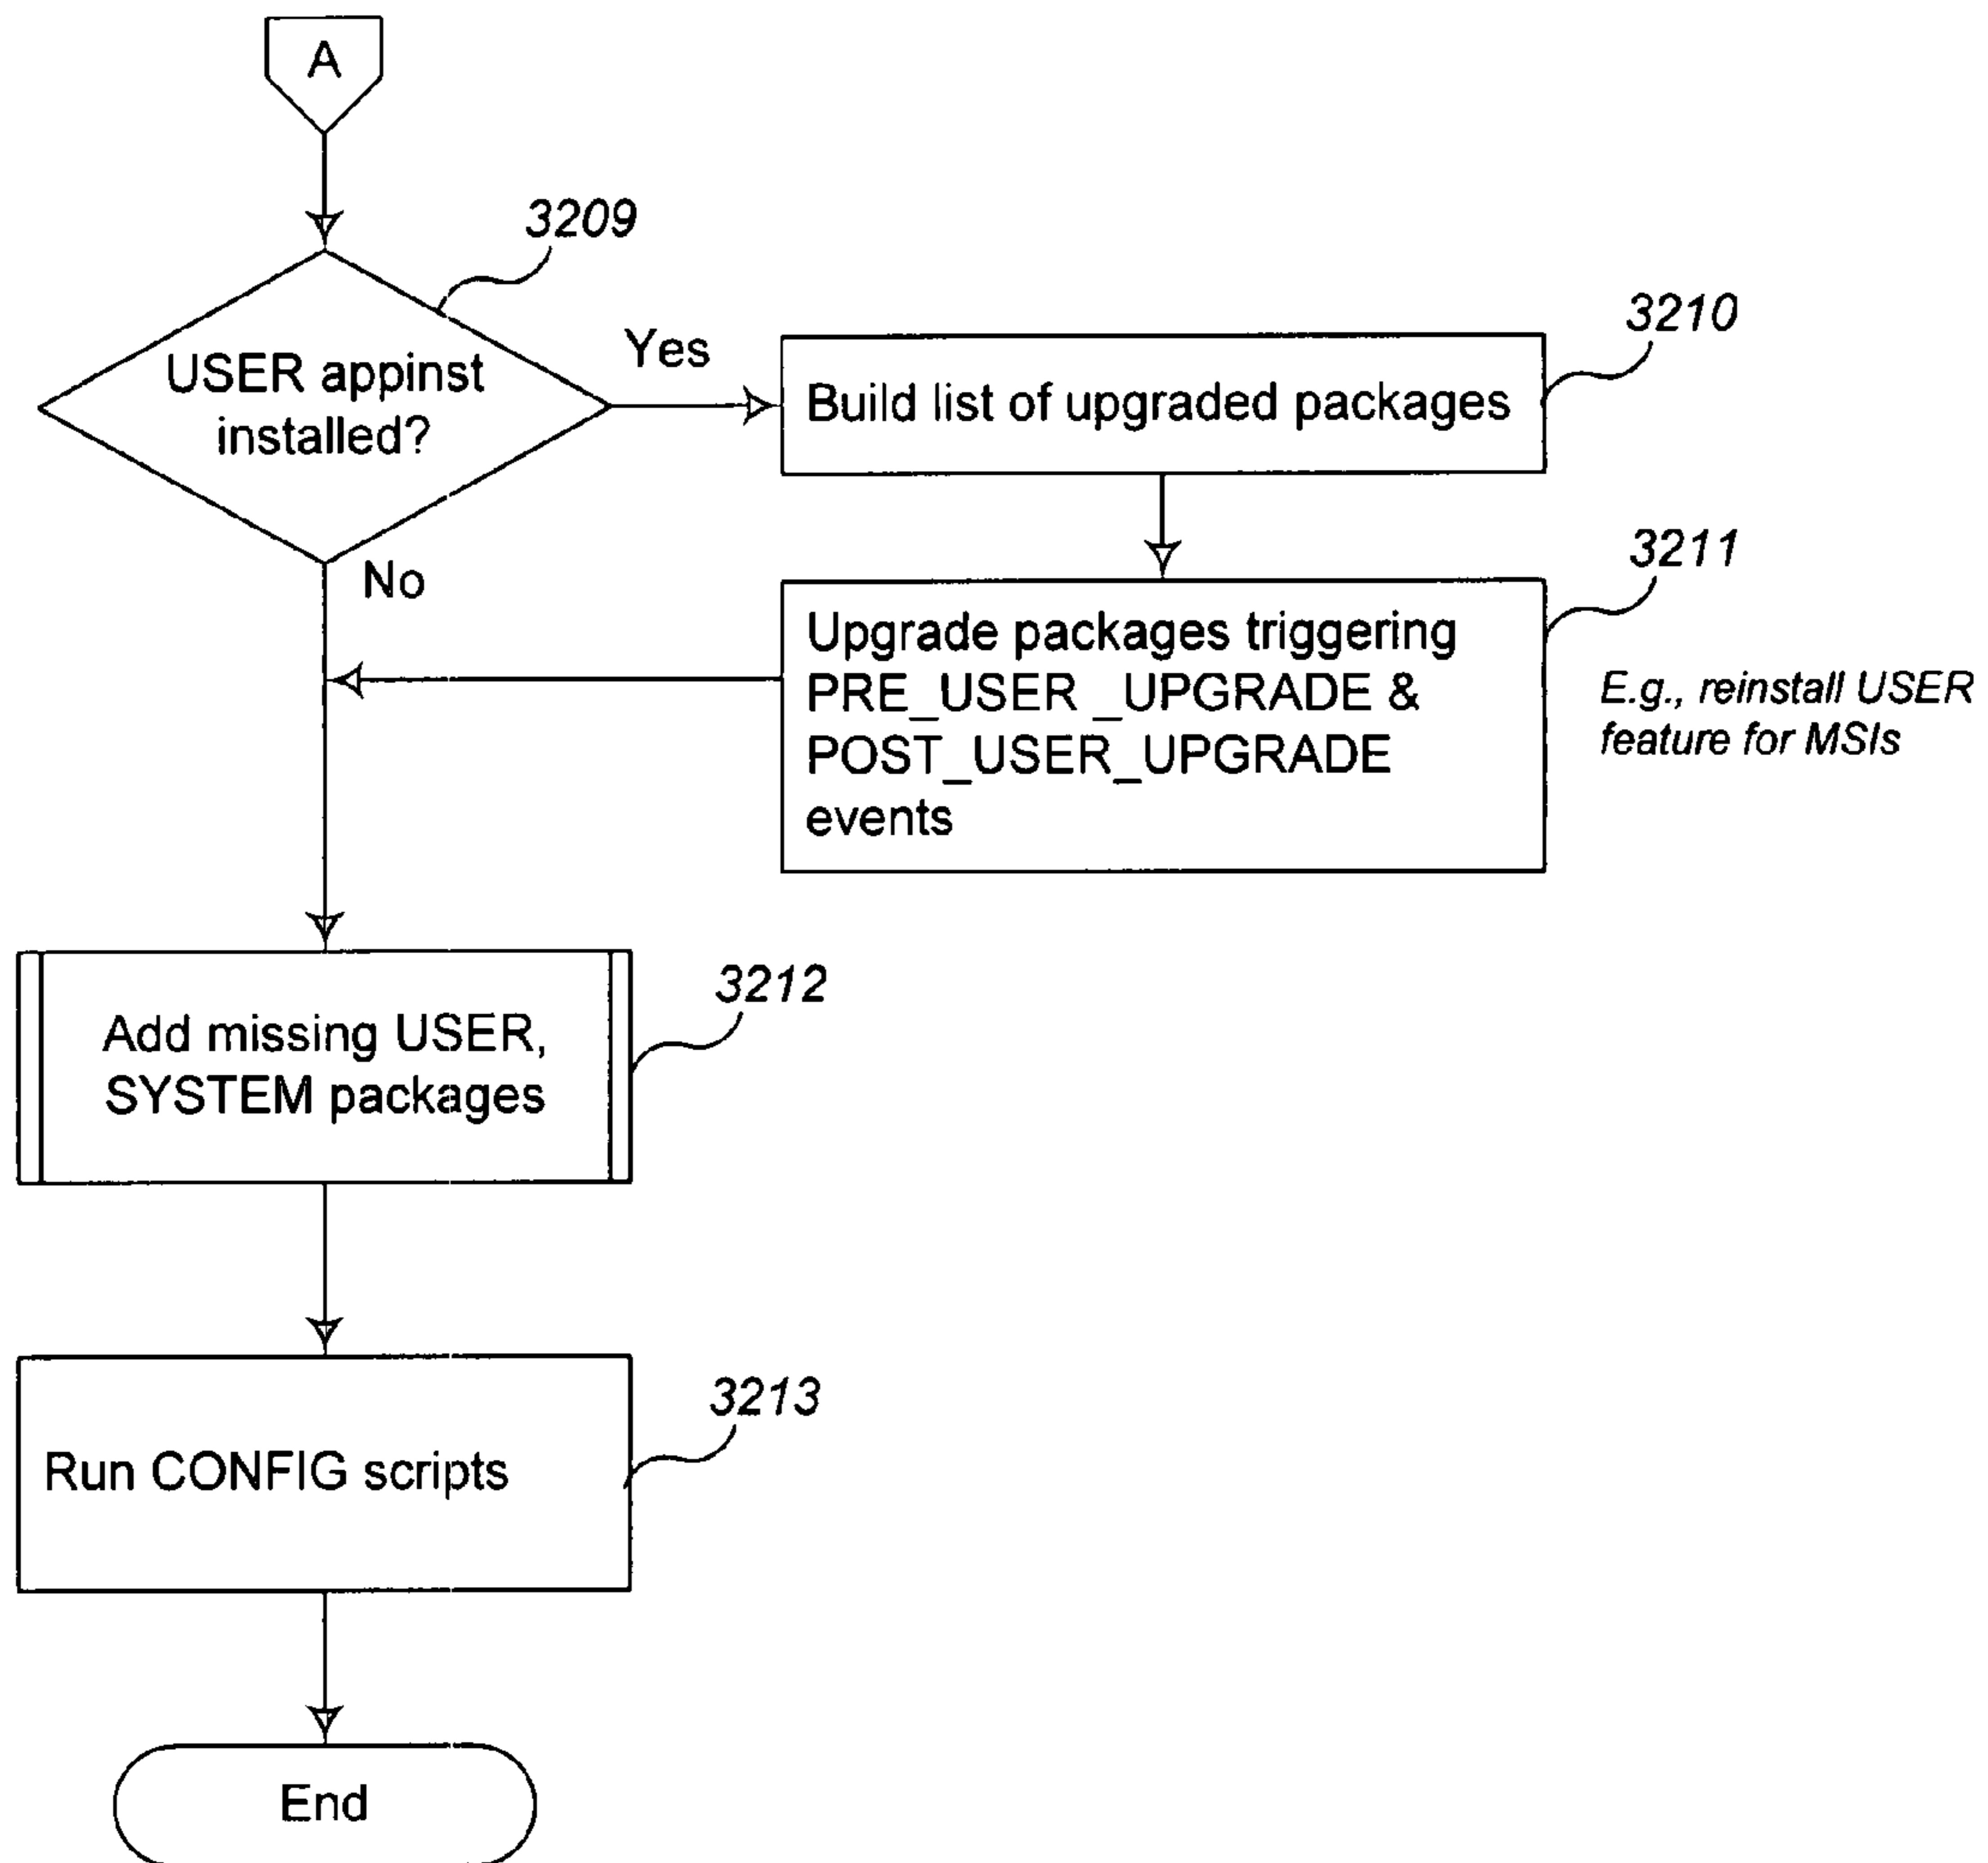 A
3209
USER appinst
installed?
Yes
3210
Build list of upgraded packages
No
3211
Upgrade packages triggering
PRE_USER _UPGRADE &
POST_USER_UPGRADE
events
E.g., reinstall USER
feature for MSIs
3212
Add missing USER,
SYSTEM packages
3213
Run CONFIG scripts
End